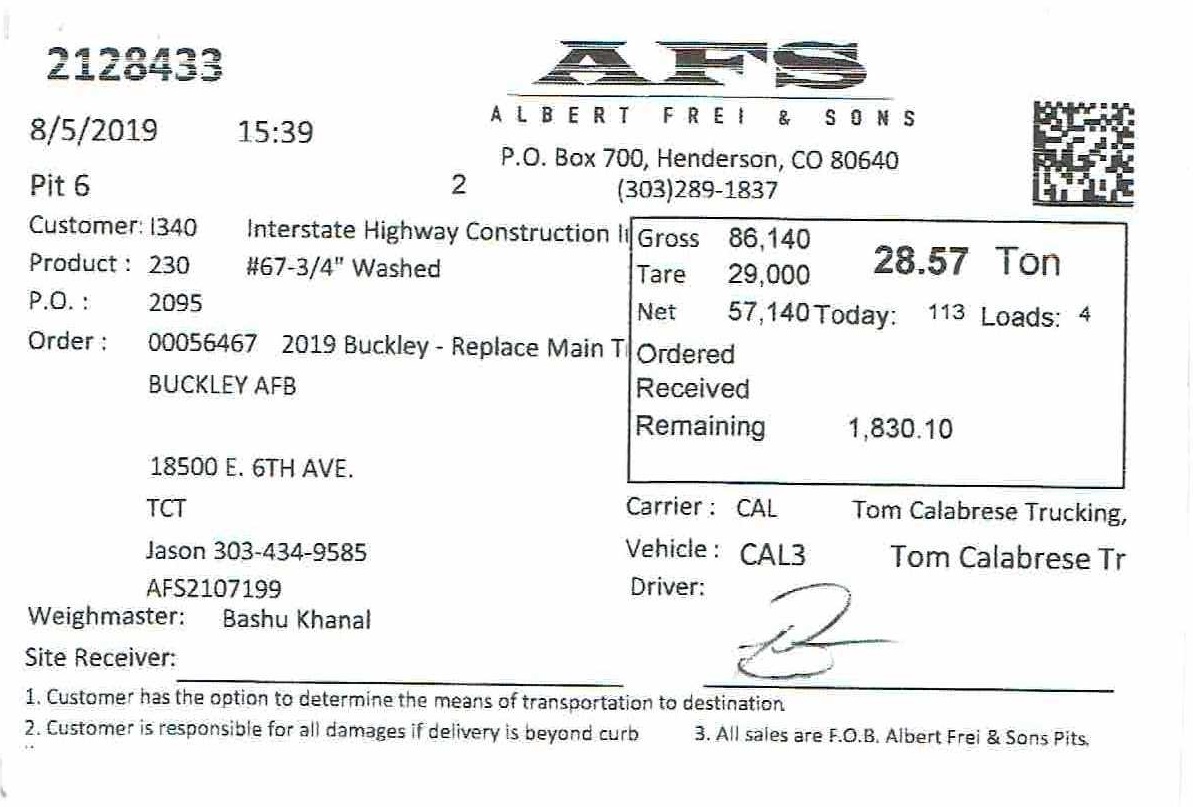 2128433
AFS
ALBERT FREI & SONS
8/5/2019 15:39
P.O. Box 700, Henderson, CO 80640
Pit 6 2 (303)289-1837
Customer: I340 Interstate Highway Construction
Product : 230 #67-3/4" Washed
P.O. : 2095
Order : 00056467 2019 Buckley - Replace Main T
BUCKLEY AFB
18500 E. 6TH AVE.
TCT
Jason 303-434-9585
AFS2107199
Weighmaster: Bashu Khanal
Site Receiver:
Gross 86,140 28.57 Ton
Tare 29,000
Net 57,140 Today: 113 Loads: 4
Ordered
Received
Remaining 1,830.10
Carrier : CAL Tom Calabrese Trucking,
Vehicle : CAL3 Tom Calabrese Tr
Driver:
1. Customer has the option to determine the means of transportation to destination
2. Customer is responsible for all damages if delivery is beyond curb 3. All sales are F.O.B. Albert Frei & Sons Pits.